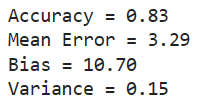 Accuracy = 0.83
Mean Error = 3.29
Bias = 10.70
Variance = 0.15